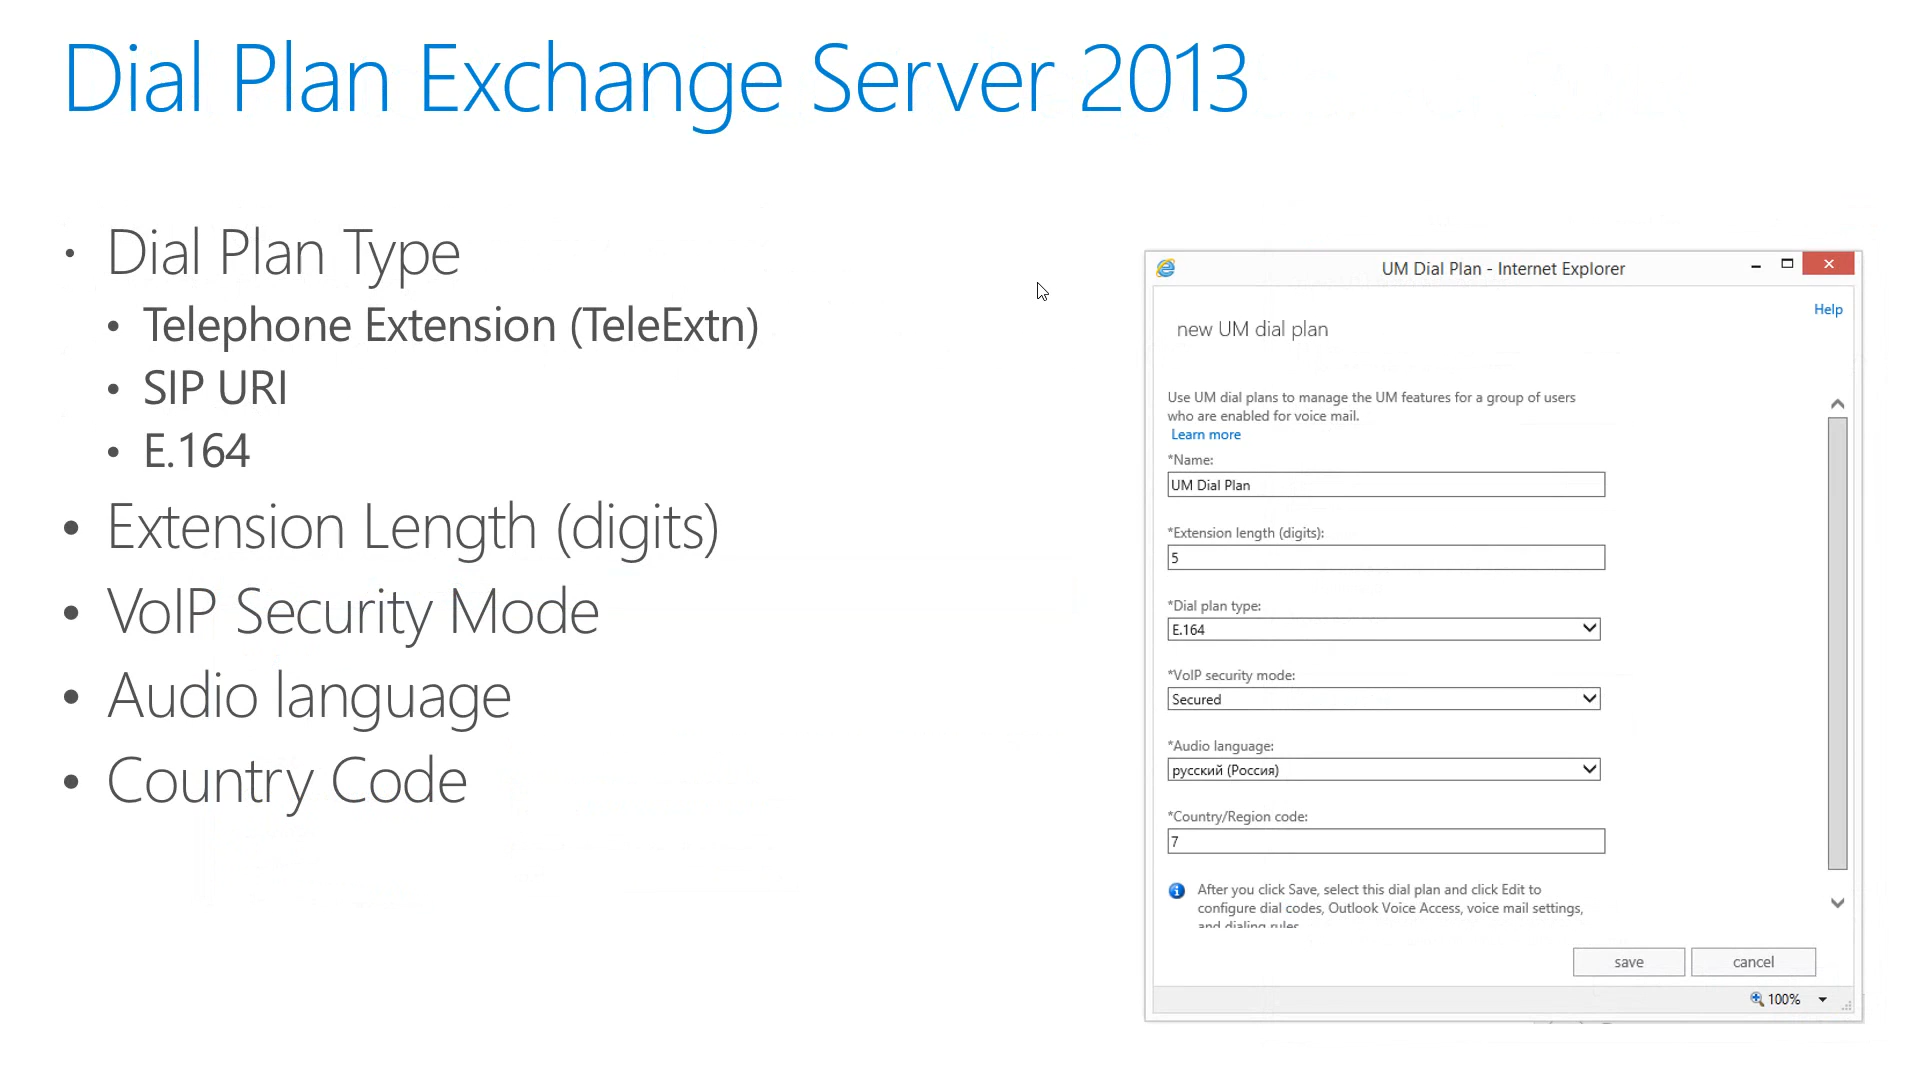 Dial Plan Exchange Server 2013
• Dial Plan Type
• Telephone Extension (TeleExtn)
• SIP URI
• E.164
• Extension Length (digits)
• VoIP Security Mode
• Audio language
• Country Code
UM Dial Plan - Internet Explorer
Help
new UM dial plan
Use UM dial plans to manage the UM features for a group of users
who are enabled for voice mail.
Learn more
*Name:
UM Dial Plan
*Extension length (digits):
5
*Dial plan type:
E.164
*VoIP security mode:
Secured
*Audio language:
русский (Россия)
*Country/Region code:
7
After you click Save, select this dial plan and click Edit to
configure dial codes, Outlook Voice Access, voice mail settings,
and dialing rules
save
cancel
100%